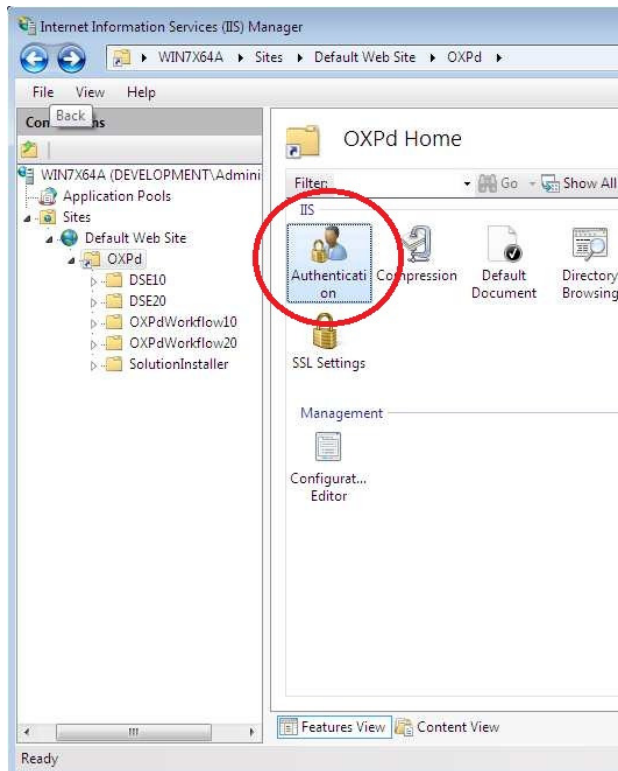 Internet Information Services (IIS) Manager
WIN7X64A Sites Default Web Site OXPd
File View Help
Back
WIN7X64A (DEVELOPMENT\Admini
Application Pools
Sites
Default Web Site
OXPd
DSE10
DSE20
OXPdWorkflow10
OXPdWorkflow20
SolutionInstaller
OXPd Home
Filter: Go Show All
IIS
Authenticati Compression Default Directory
on Document Browsing
SSL Settings
Management
Configurat...
Editor
Features View Content View
Ready